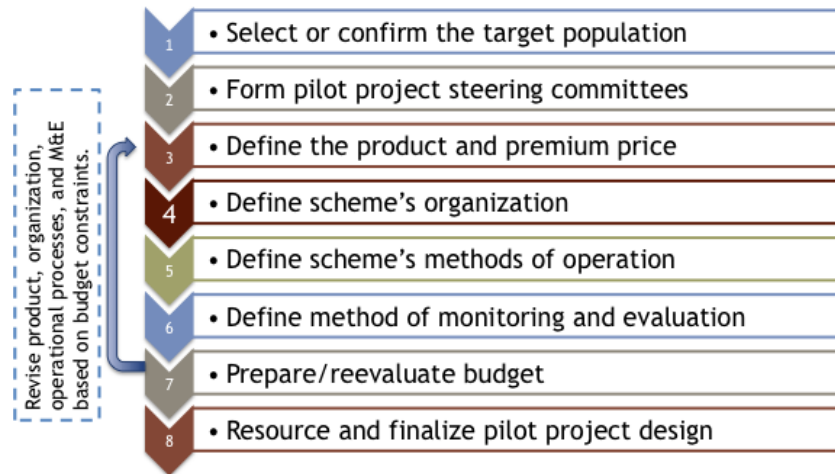 1
• Select or confirm the target population
2
• Form pilot project steering committees
3
• Define the product and premium price
4
• Define scheme's organization
5
• Define scheme's methods of operation
6
• Define method of monitoring and evaluation
7
• Prepare/reevaluate budget
8
• Resource and finalize pilot project design
Revise product, organization,
operational processes, and M&E
based on budget constraints.